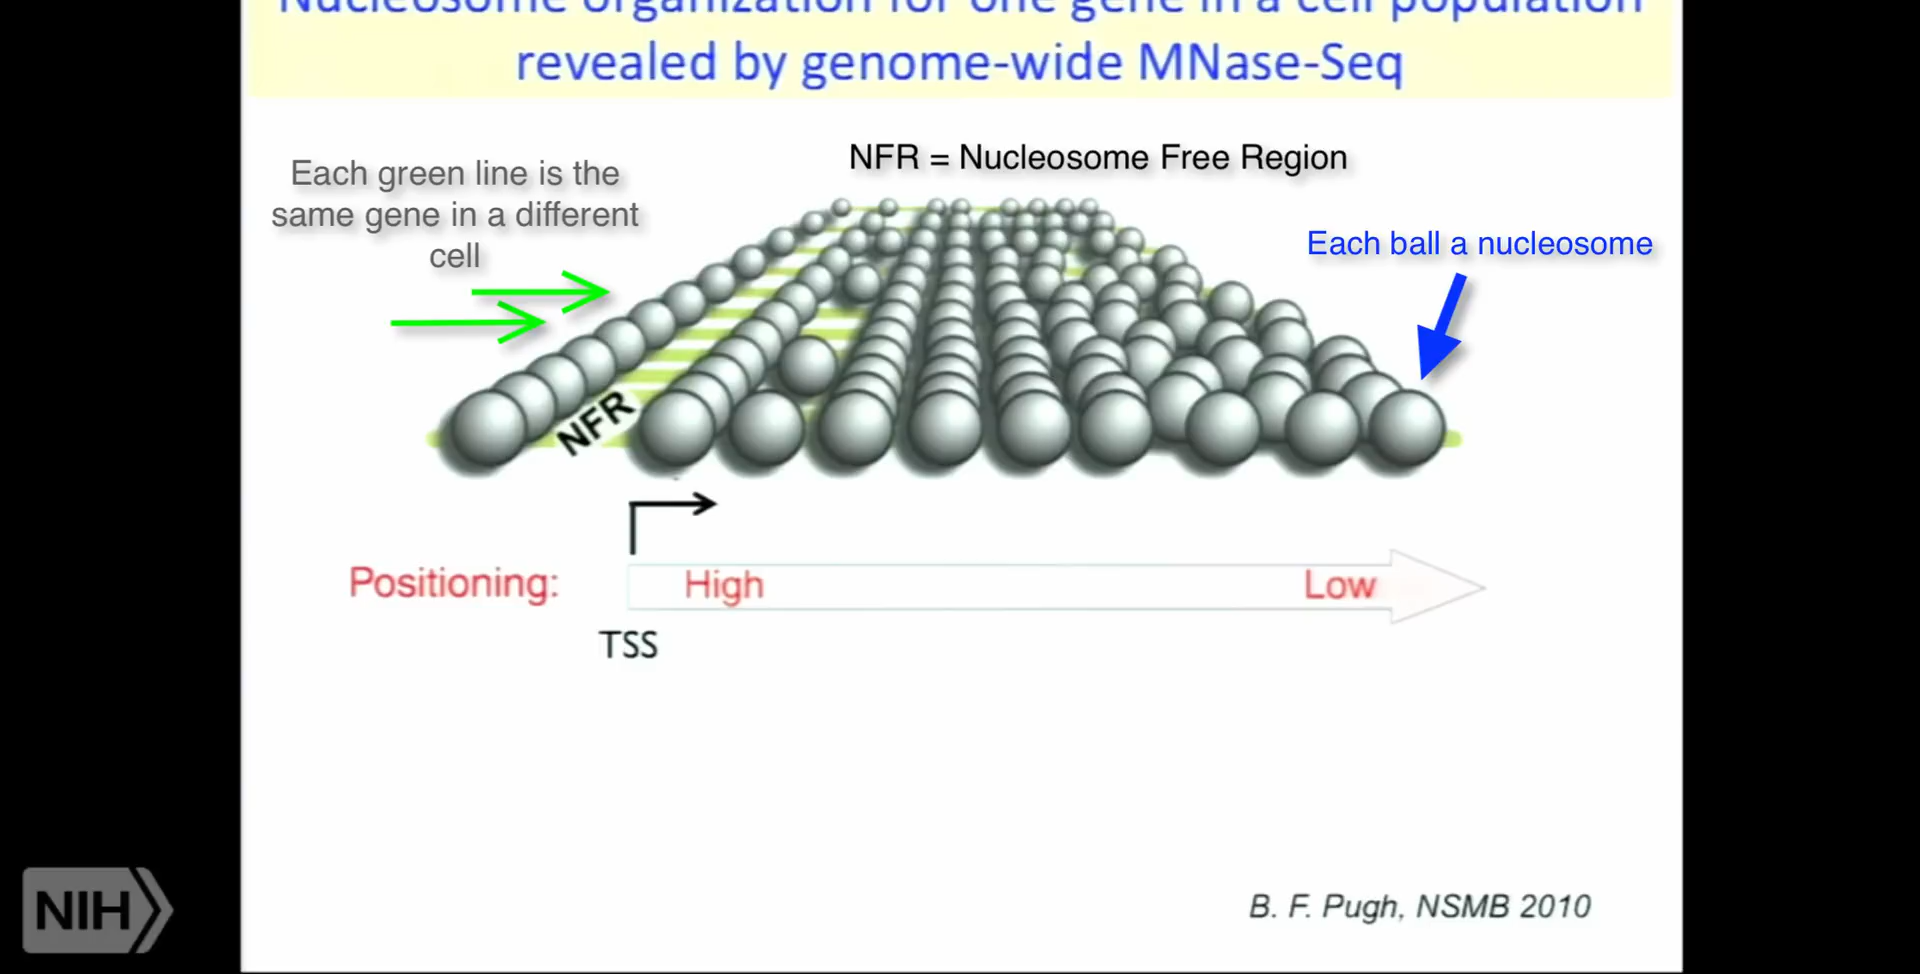 Nucleosome organization for one gene in a cell population
revealed by genome-wide MNase-Seq
NFR = Nucleosome Free Region
Each green line is the
same gene in a different
cell
Each ball a nucleosome
NFR
Positioning:
High
Low
TSS
B. F. Pugh, NSMB 2010
NIH